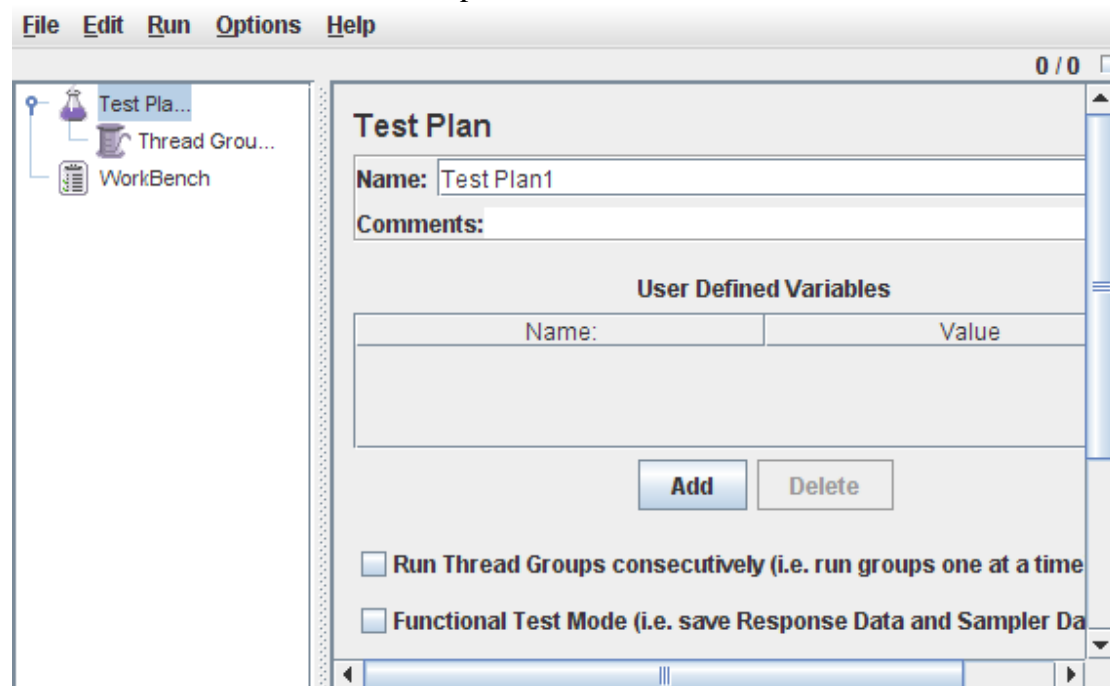 File Edit Run Options Help
0 / 0
Test Pla...
Thread Grou...
WorkBench
Test Plan
Name: Test Plan1
Comments:
User Defined Variables
Name: Value
Add Delete
Run Thread Groups consecutively (i.e. run groups one at a time
Functional Test Mode (i.e. save Response Data and Sampler Da